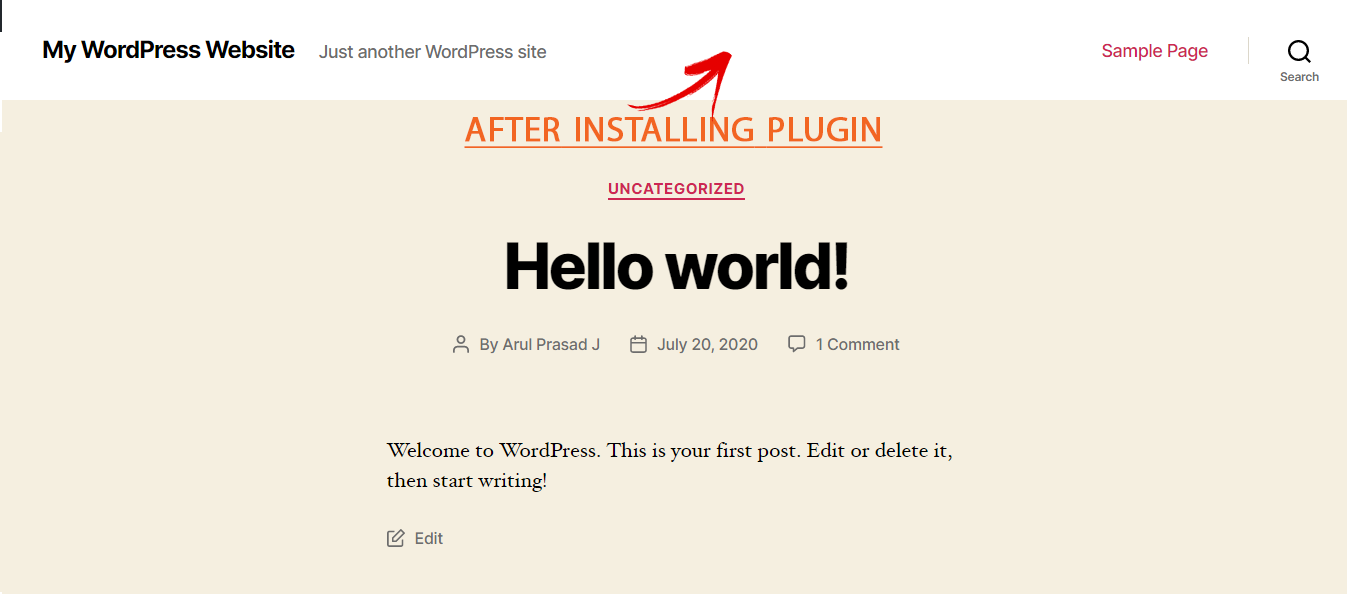 My WordPress Website Just another WordPress site Sample Page
Search
AFTER INSTALLING PLUGIN
UNCATEGORIZED
Hello world!
By Arul Prasad J July 20, 2020 1 Comment
Welcome to WordPress. This is your first post. Edit or delete it,
then start writing!
Edit